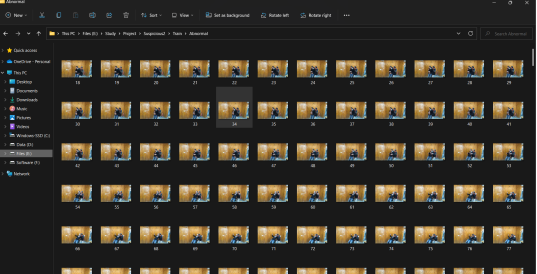 Abnormal
New
Sort
View
Set as background
Rotate left
Rotate right
This PC > Files (E:) > Study > Project > Suspicious2 > Train > Abnormal
Search Abnormal
Quick access
OneDrive - Personal
This PC
Desktop
Documents
Downloads
Music
Pictures
Videos
Windows-SSD (C:)
Data (D:)
Files (E:)
Software (F:)
Network
18 19 20 21 22 23 24 25 26 27 28 29
30 31 32 33 34 35 36 37 38 39 40 41
42 43 44 45 46 47 48 49 50 51 52 53
54 55 56 57 58 59 60 61 62 63 64 65
66 67 68 69 70 71 72 73 74 75 76 77